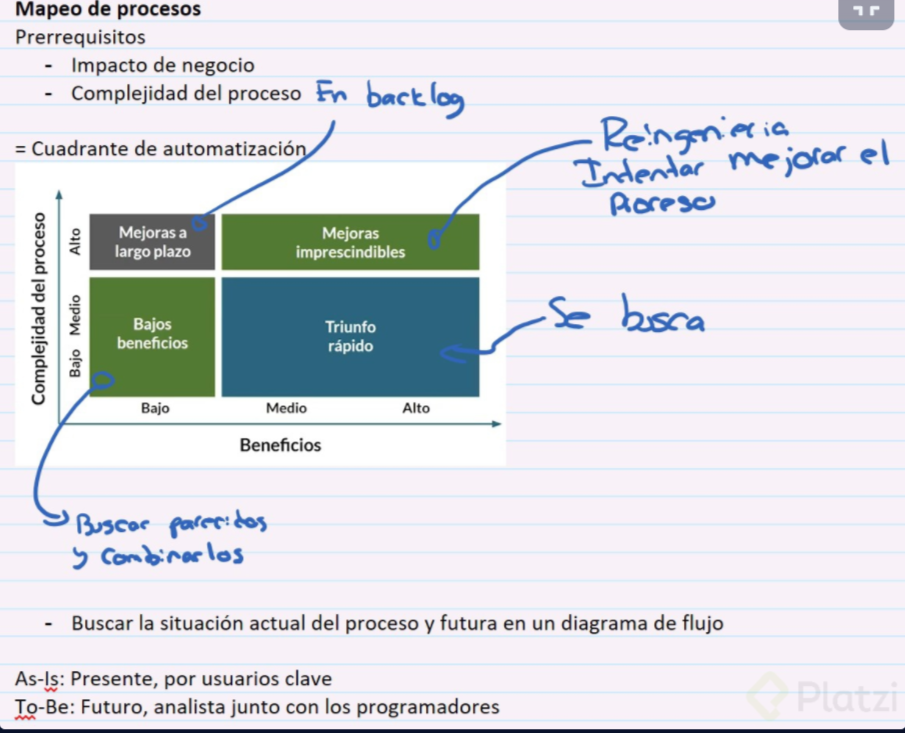 Mapeo de procesos
Prerrequisitos
- Impacto de negocio
- Complejidad del proceso
En backlog
= Cuadrante de automatización
Reingenieria
Intentar mejorar el
Proceso
Complejidad del proceso
Alto
Medio
Bajo
Mejoras a
largo plazo
Mejoras
imprescindibles
Bajos
beneficios
Triunfo
rápido
Se busca
Bajo
Medio
Alto
Beneficios
Buscar parecidos
y combinarlos
- Buscar la situación actual del proceso y futura en un diagrama de flujo
As-Is: Presente, por usuarios clave
To-Be: Futuro, analista junto con los programadores
Platzi